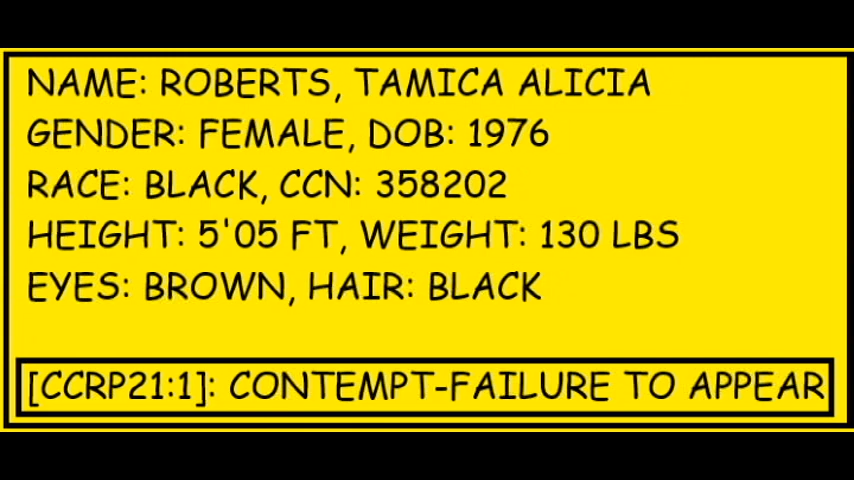 NAME: ROBERTS, TAMICA ALICIA
GENDER: FEMALE, DOB: 1976
RACE: BLACK, CCN: 358202
HEIGHT: 5'05 FT, WEIGHT: 130 LBS
EYES: BROWN, HAIR: BLACK
[CCRP21:1]: CONTEMPT-FAILURE TO APPEAR